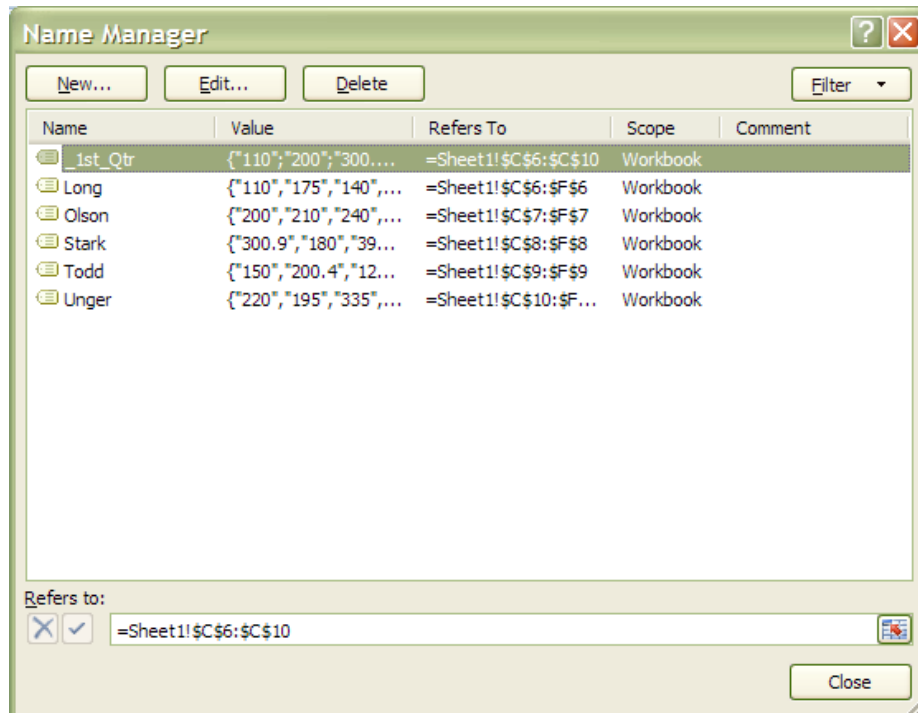 Name Manager
New... Edit... Delete Filter
Name Value Refers To Scope Comment
_1st_Qtr {"110";"200";"300.... =Sheet1!$C$6:$C$10 Workbook
Long {"110","175","140",... =Sheet1!$C$6:$F$6 Workbook
Olson {"200","210","240",... =Sheet1!$C$7:$F$7 Workbook
Stark {"300.9","180","39... =Sheet1!$C$8:$F$8 Workbook
Todd {"150","200.4","12... =Sheet1!$C$9:$F$9 Workbook
Unger {"220","195","335",... =Sheet1!$C$10:$F... Workbook
Refers to:
=Sheet1!$C$6:$C$10
Close